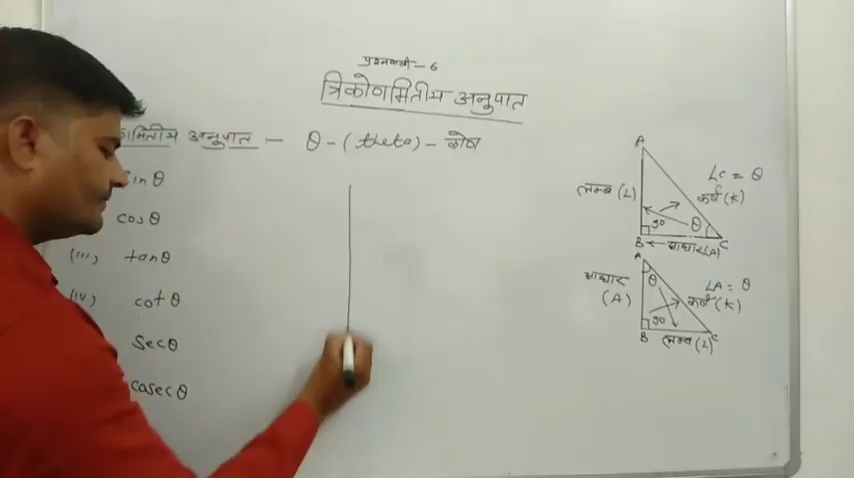 प्रश्नावली - 6
त्रिकोणमितीय अनुपात
अनुपात - θ - (theta) - कोण
sin θ
cos θ
(iii) tan θ
(iv) cot θ
sec θ
cosec θ
A
लम्ब (L)
∠C = θ
कर्ण (K)
90
θ
B ← आधार (A) C
A
आधार
(A)
θ
∠A = θ
कर्ण (K)
90
B लम्ब (L) C